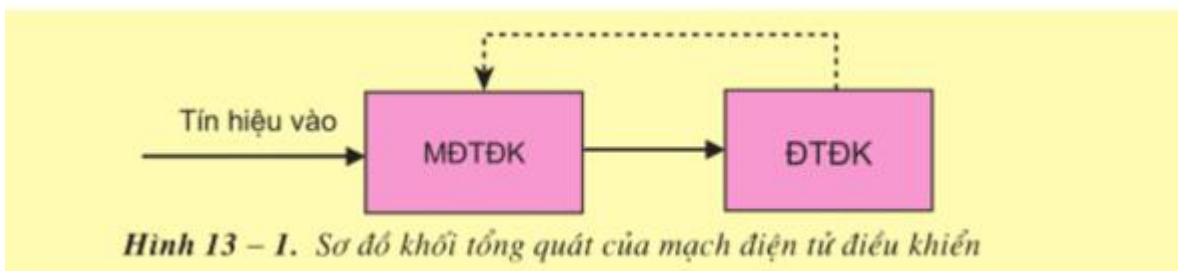 Tín hiệu vào
MĐTĐK
ĐTĐK
Hình 13 – 1. Sơ đồ khối tổng quát của mạch điện tử điều khiển